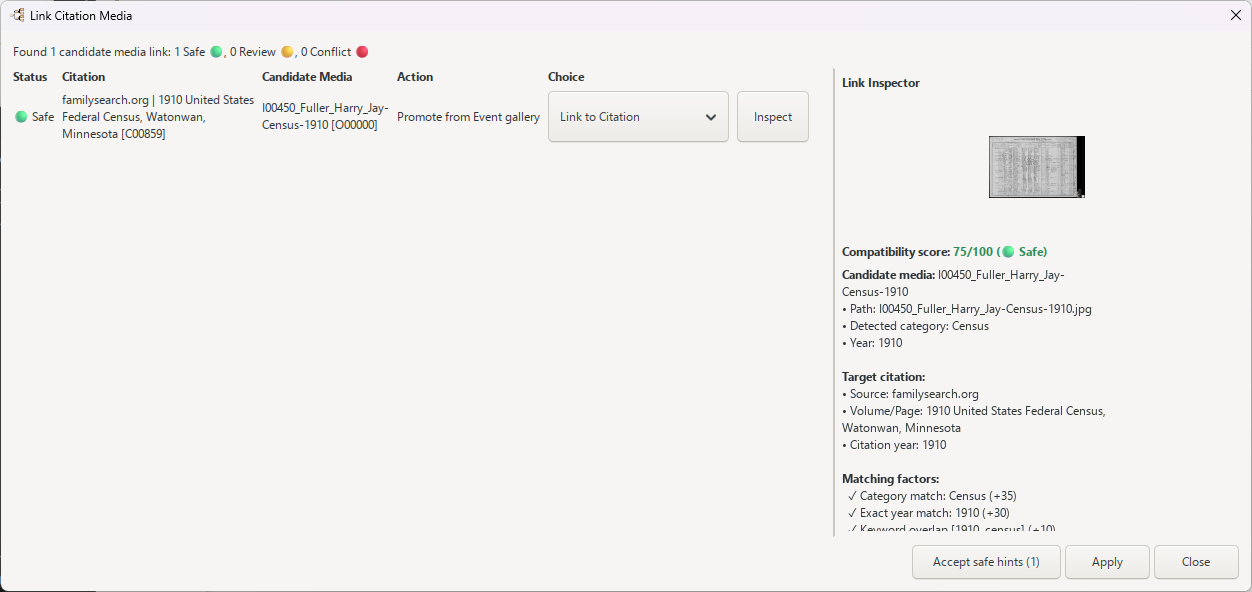 Link Citation Media
Found 1 candidate media link: 1 Safe , 0 Review , 0 Conflict
Status Citation Candidate Media Action Choice
Safe
familysearch.org | 1910 United States
Federal Census, Watonwan,
Minnesota [C00859]
I00450_Fuller_Harry_Jay-
Census-1910 [O00000]
Promote from Event gallery
Link to Citation
Inspect
Link Inspector
Compatibility score: 75/100 ( Safe)
Candidate media: I00450_Fuller_Harry_Jay-
Census-1910
• Path: I00450_Fuller_Harry_Jay-Census-1910.jpg
• Detected category: Census
• Year: 1910
Target citation:
• Source: familysearch.org
• Volume/Page: 1910 United States Federal Census,
Watonwan, Minnesota
• Citation year: 1910
Matching factors:
✓ Category match: Census (+35)
✓ Exact year match: 1910 (+30)
✓ Keyword overlap [1910, census] (+10)
Accept safe hints (1)
Apply
Close